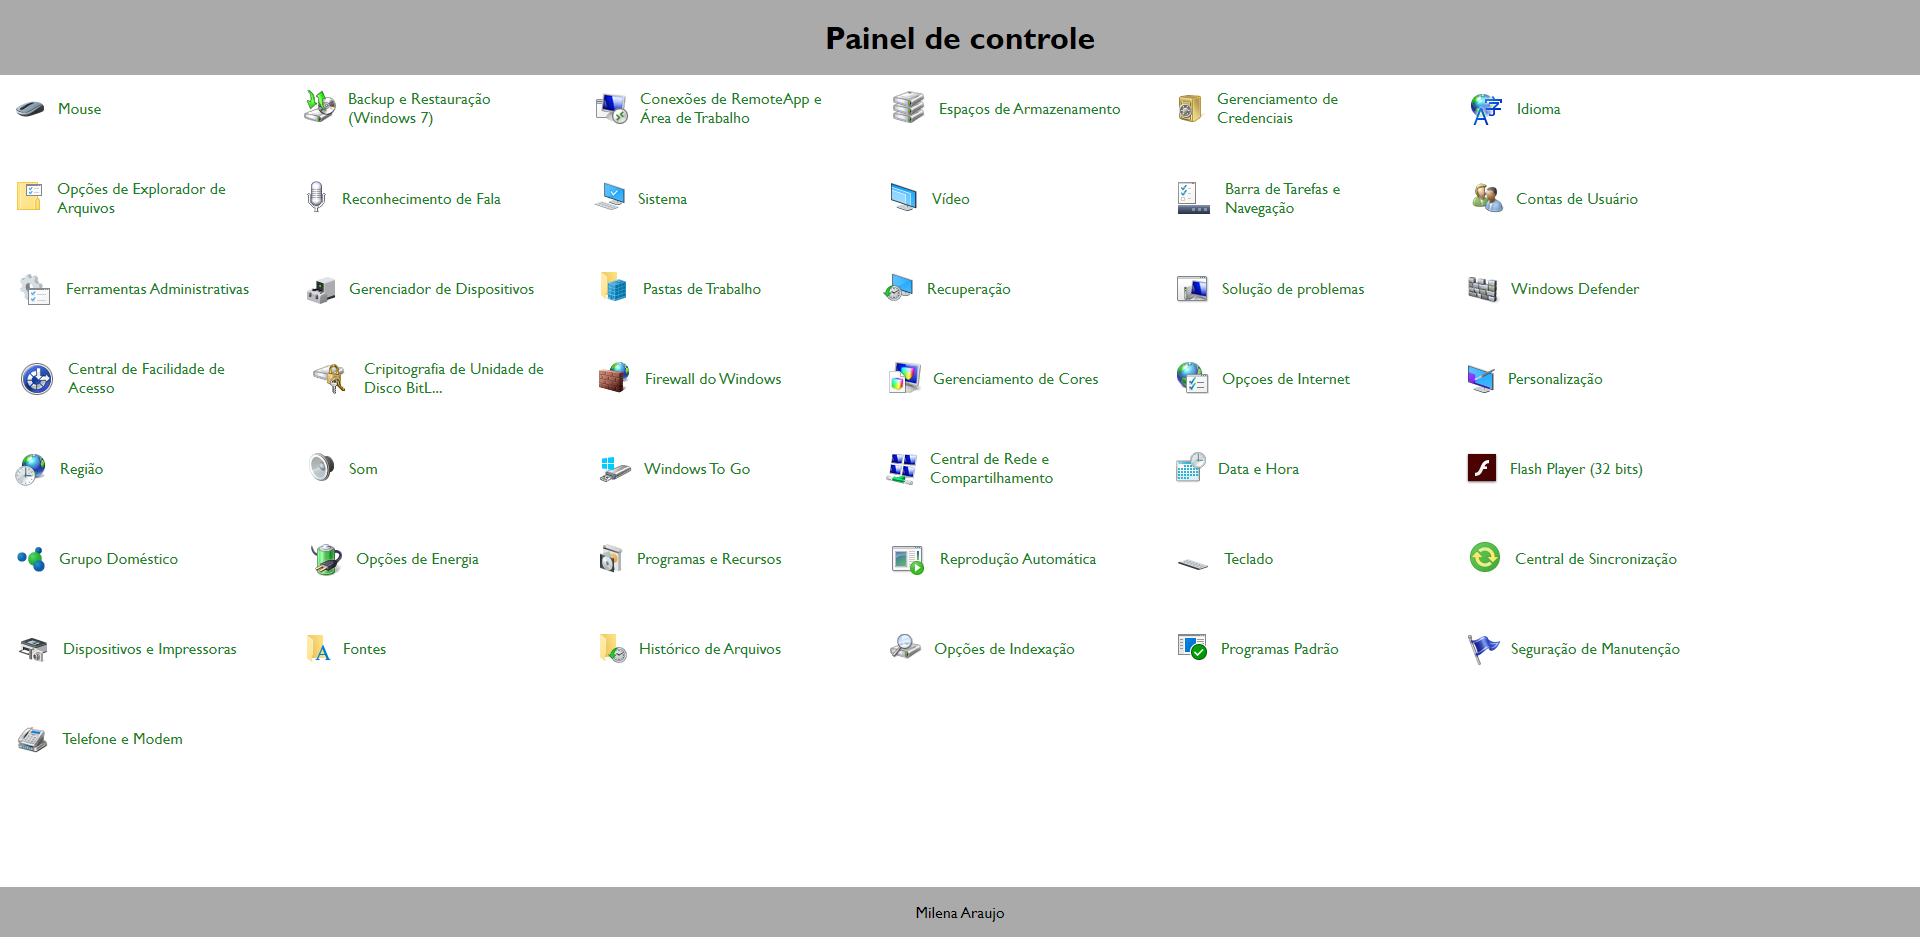 Painel de controle
Mouse
Backup e Restauração
(Windows 7)
Conexões de RemoteApp e
Área de Trabalho
Espaços de Armazenamento
Gerenciamento de
Credenciais
Idioma
Opções de Explorador de
Arquivos
Reconhecimento de Fala
Sistema
Vídeo
Barra de Tarefas e
Navegação
Contas de Usuário
Ferramentas Administrativas
Gerenciador de Dispositivos
Pastas de Trabalho
Recuperação
Solução de problemas
Windows Defender
Central de Facilidade de
Acesso
Criptografia de Unidade de
Disco BitL...
Firewall do Windows
Gerenciamento de Cores
Opçoes de Internet
Personalização
Região
Som
Windows To Go
Central de Rede e
Compartilhamento
Data e Hora
Flash Player (32 bits)
Grupo Doméstico
Opções de Energia
Programas e Recursos
Reprodução Automática
Teclado
Central de Sincronização
Dispositivos e Impressoras
Fontes
Histórico de Arquivos
Opções de Indexação
Programas Padrão
Seguração de Manutenção
Telefone e Modem
Milena Araujo